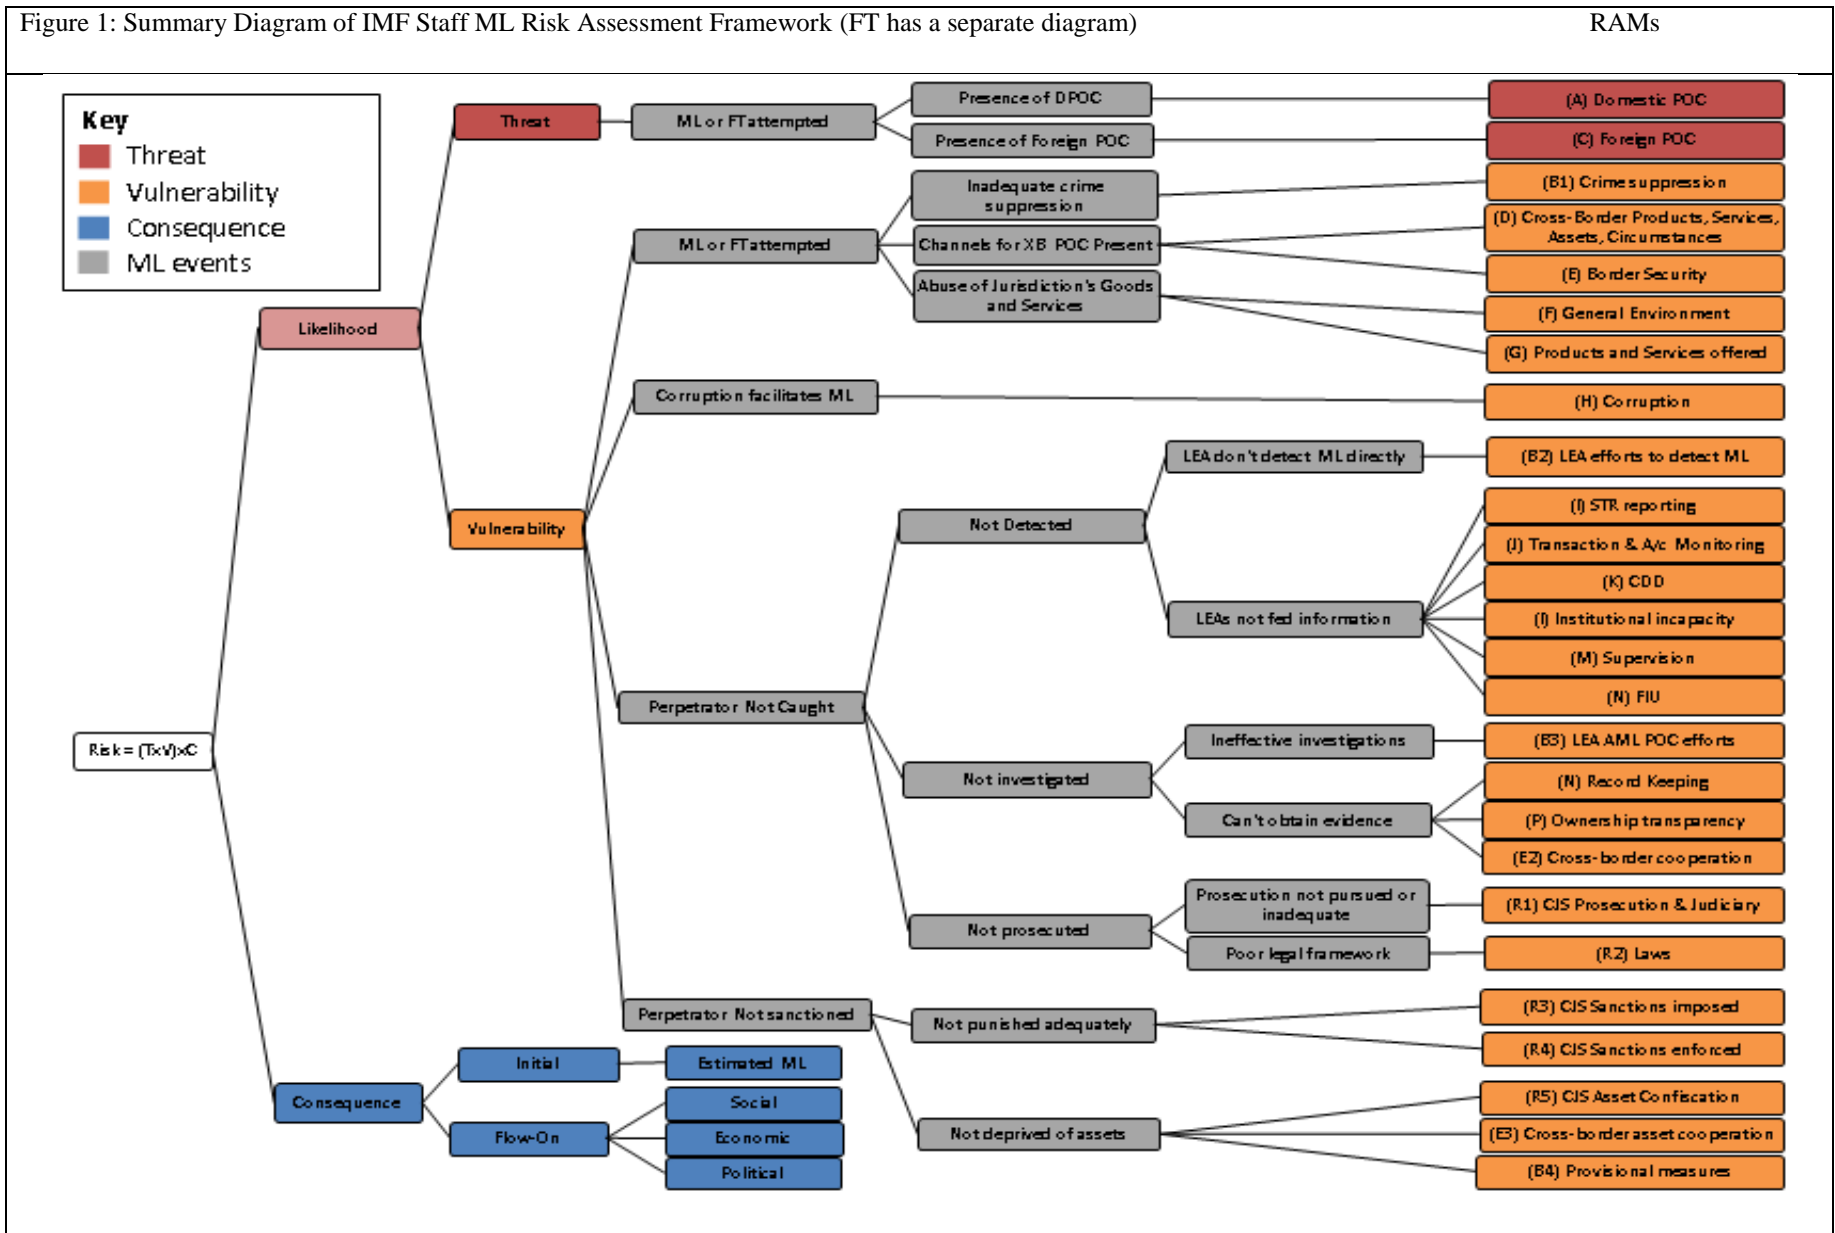 Figure 1: Summary Diagram of IMF Staff ML Risk Assessment Framework (FT has a separate diagram)
RAMs
Key
Threat
Vulnerability
Consequence
ML events
Risk = (TxV)xC
Likelihood
Consequence
Threat
Vulnerability
ML or FT attempted
Presence of DPOC
Presence of Foreign POC
(A) Domestic POC
(C) Foreign POC
ML or FT attempted
Inadequate crime
suppression
Channels for XB POC Present
Abuse of Jurisdiction's Goods
and Services
(B1) Crime suppression
(D) Cross-Border Products, Services,
Assets, Circumstances
(E) Border Security
(F) General Environment
(G) Products and Services offered
Corruption facilitates ML
(H) Corruption
Perpetrator Not Caught
Not Detected
LEA don't detect ML directly
(B2) LEA efforts to detect ML
LEAs not fed information
(I) STR reporting
(J) Transaction & A/c Monitoring
(K) CDD
(I) Institutional incapacity
(M) Supervision
(N) FIU
Not investigated
Ineffective investigations
(B3) LEA AML POC efforts
Can't obtain evidence
(N) Record Keeping
(P) Ownership transparency
(E2) Cross-border cooperation
Not prosecuted
Prosecution not pursued or
inadequate
(R1) CJS Prosecution & Judiciary
Poor legal framework
(R2) Laws
Perpetrator Not sanctioned
Not punished adequately
(R3) CJS Sanctions imposed
(R4) CJS Sanctions enforced
Not deprived of assets
(R5) CJS Asset Confiscation
(E3) Cross-border asset cooperation
(B4) Provisional measures
Initial
Estimated ML
Flow-On
Social
Economic
Political